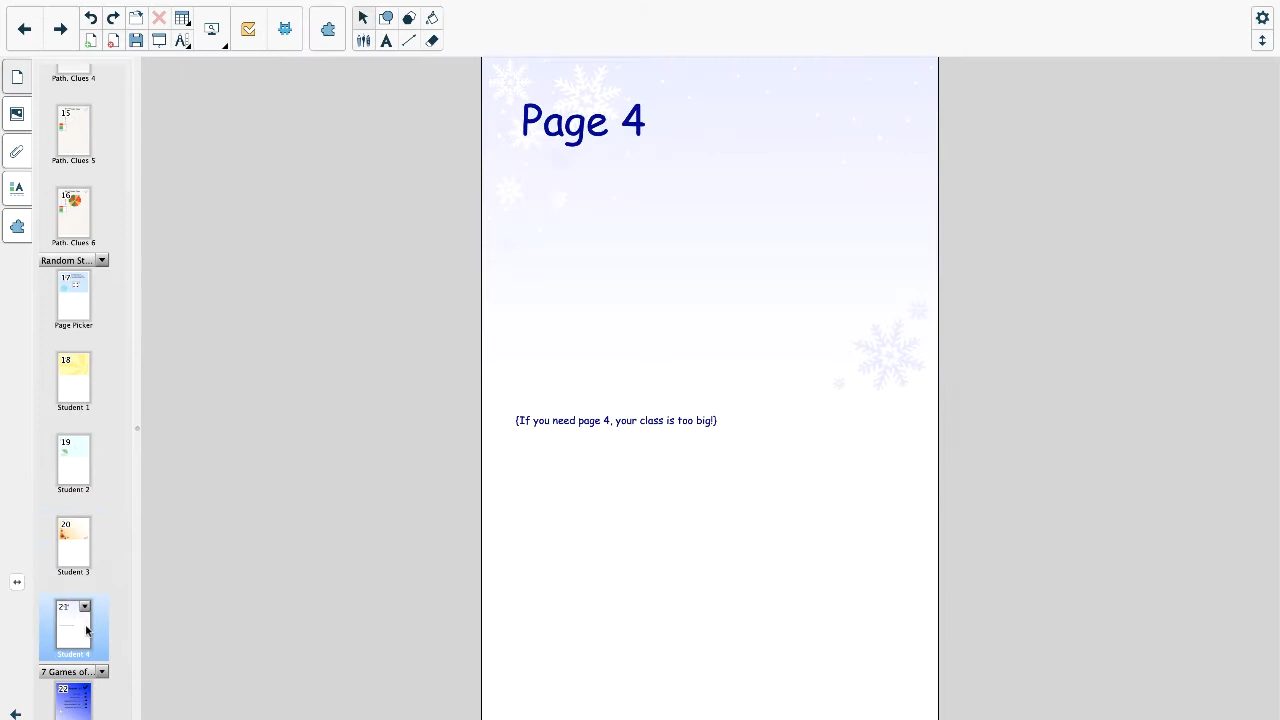 Path. Clues 4
15
Path. Clues 5
16
Path. Clues 6
Random St...
17
Page Picker
18
Student 1
19
Student 2
20
Student 3
21
Student 4
7 Games of...
22
Page 4
{If you need page 4, your class is too big!}